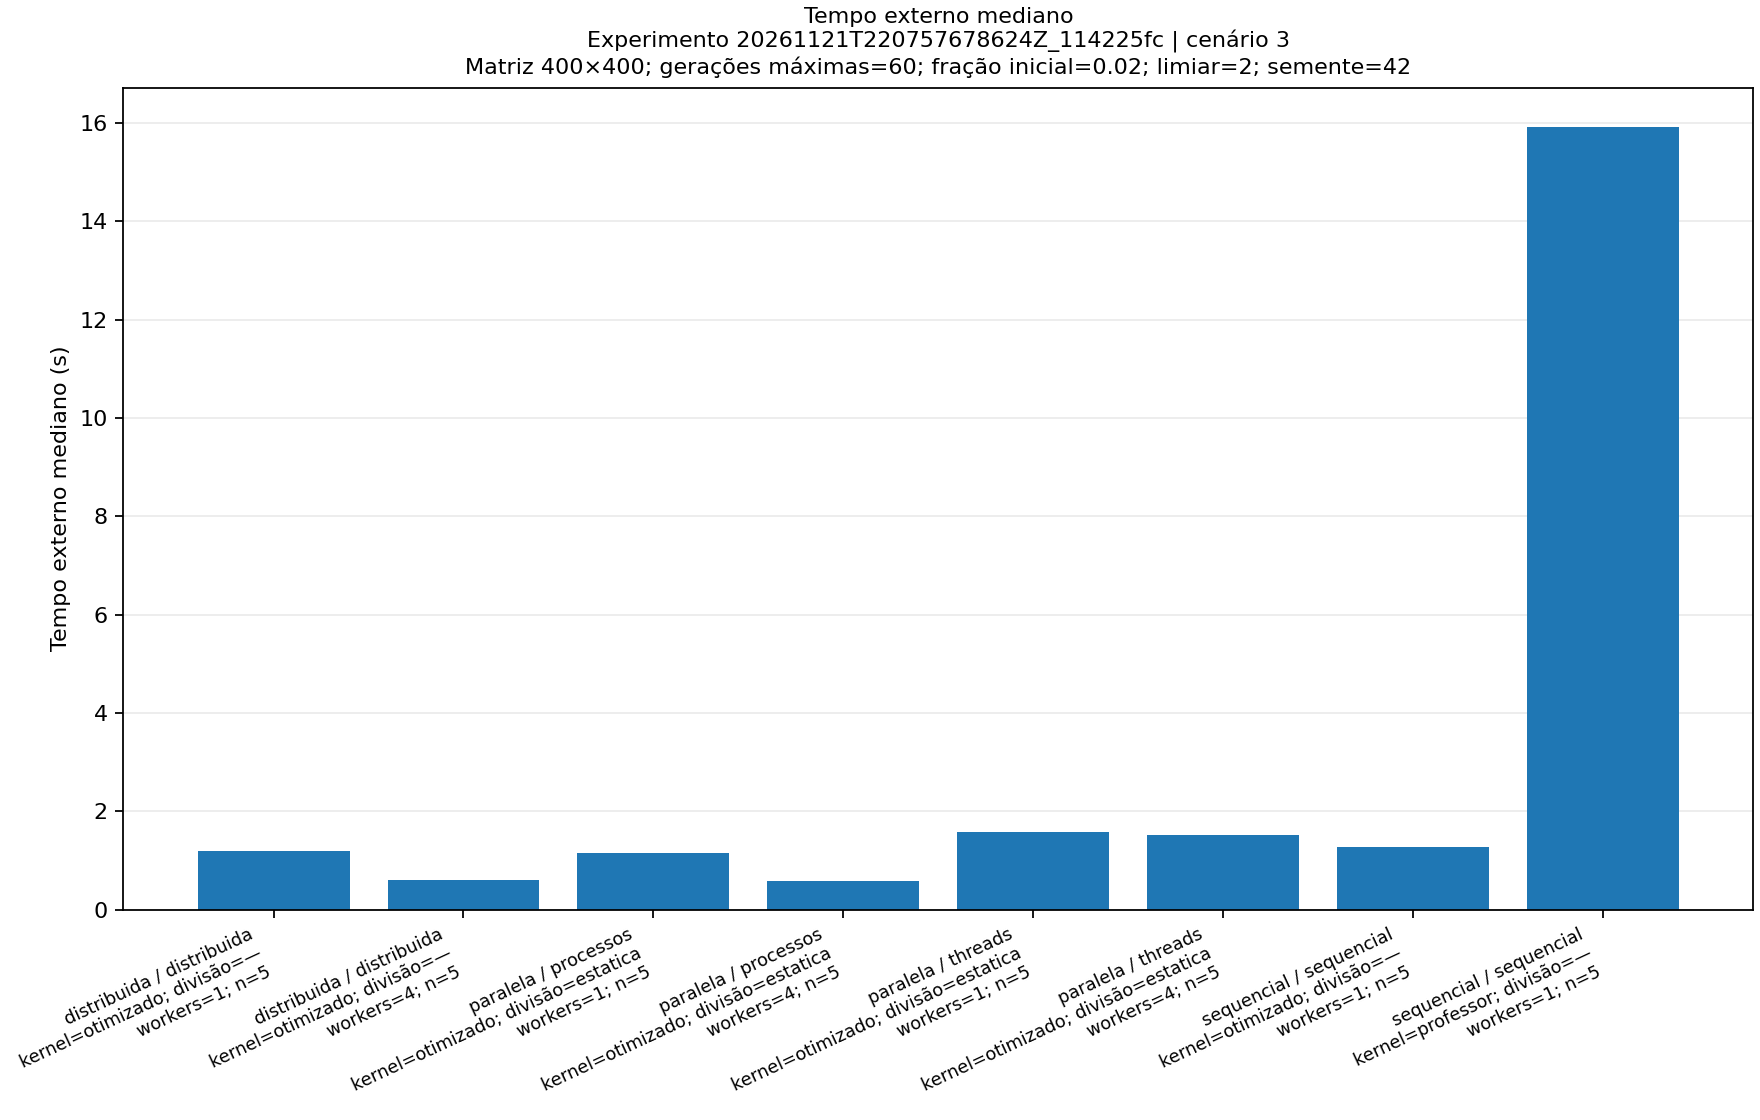 Tempo externo mediano
Experimento 20261121T220757678624Z_114225fc | cenário 3
Matriz 400×400; gerações máximas=60; fração inicial=0.02; limiar=2; semente=42
Tempo externo mediano (s)
16
14
12
10
8
6
4
2
0
distribuida / distribuida
kernel=otimizado; divisão=—
workers=1; n=5
distribuida / distribuida
kernel=otimizado; divisão=—
workers=4; n=5
paralela / processos
kernel=otimizado; divisão=estatica
workers=1; n=5
paralela / processos
kernel=otimizado; divisão=estatica
workers=4; n=5
paralela / threads
kernel=otimizado; divisão=estatica
workers=1; n=5
paralela / threads
kernel=otimizado; divisão=estatica
workers=4; n=5
sequencial / sequencial
kernel=otimizado; divisão=—
workers=1; n=5
sequencial / sequencial
kernel=professor; divisão=—
workers=1; n=5